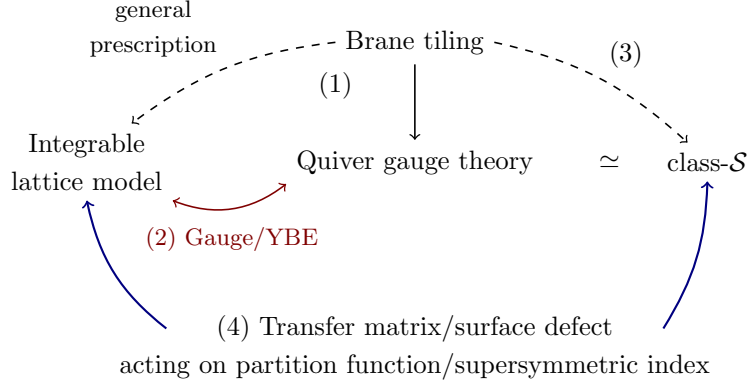 general
prescription
Brane tiling
(1)
(3)
Integrable
lattice model
Quiver gauge theory
≃
class-𝒮
(2) Gauge/YBE
(4) Transfer matrix/surface defect
acting on partition function/supersymmetric index